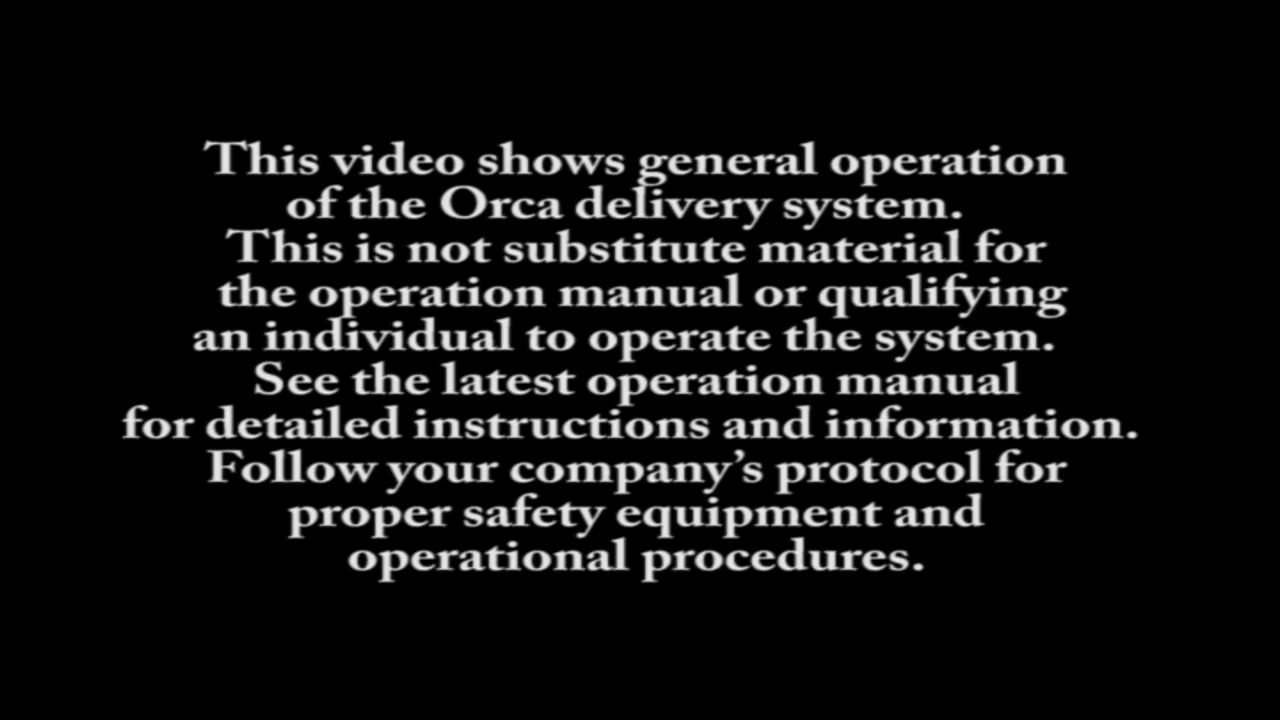 This video shows general operation
of the Orca delivery system.
This is not substitute material for
the operation manual or qualifying
an individual to operate the system.
See the latest operation manual
for detailed instructions and information.
Follow your company’s protocol for
proper safety equipment and
operational procedures.